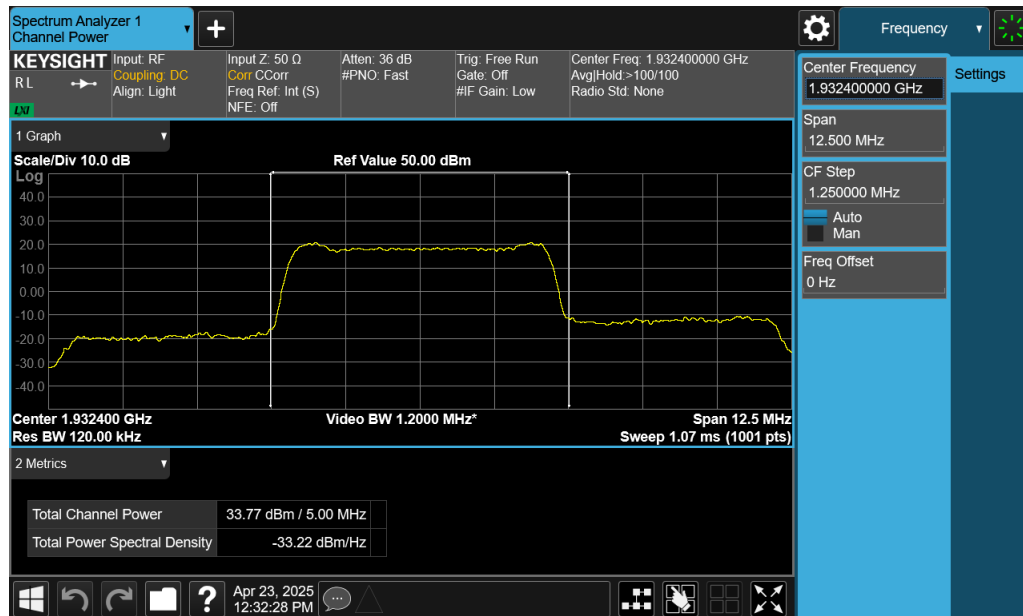 Spectrum Analyzer 1
Channel Power
Frequency
KEYSIGHT
R L
LXI
Input: RF
Coupling: DC
Align: Light
Input Z: 50 Ω
Corr CCorr
Freq Ref: Int (S)
NFE: Off
Atten: 36 dB
#PNO: Fast
Trig: Free Run
Gate: Off
#IF Gain: Low
Center Freq: 1.932400000 GHz
Avg|Hold:>100/100
Radio Std: None
Center Frequency
1.932400000 GHz
Settings
Span
12.500 MHz
CF Step
1.250000 MHz
Auto
Man
Freq Offset
0 Hz
1 Graph
Scale/Div 10.0 dB
Ref Value 50.00 dBm
Log
40.0
30.0
20.0
10.0
0.00
-10.0
-20.0
-30.0
-40.0
Center 1.932400 GHz
Video BW 1.2000 MHz*
Span 12.5 MHz
Res BW 120.00 kHz
Sweep 1.07 ms (1001 pts)
2 Metrics
Total Channel Power 33.77 dBm / 5.00 MHz
Total Power Spectral Density -33.22 dBm/Hz
?
Apr 23, 2025
12:32:28 PM